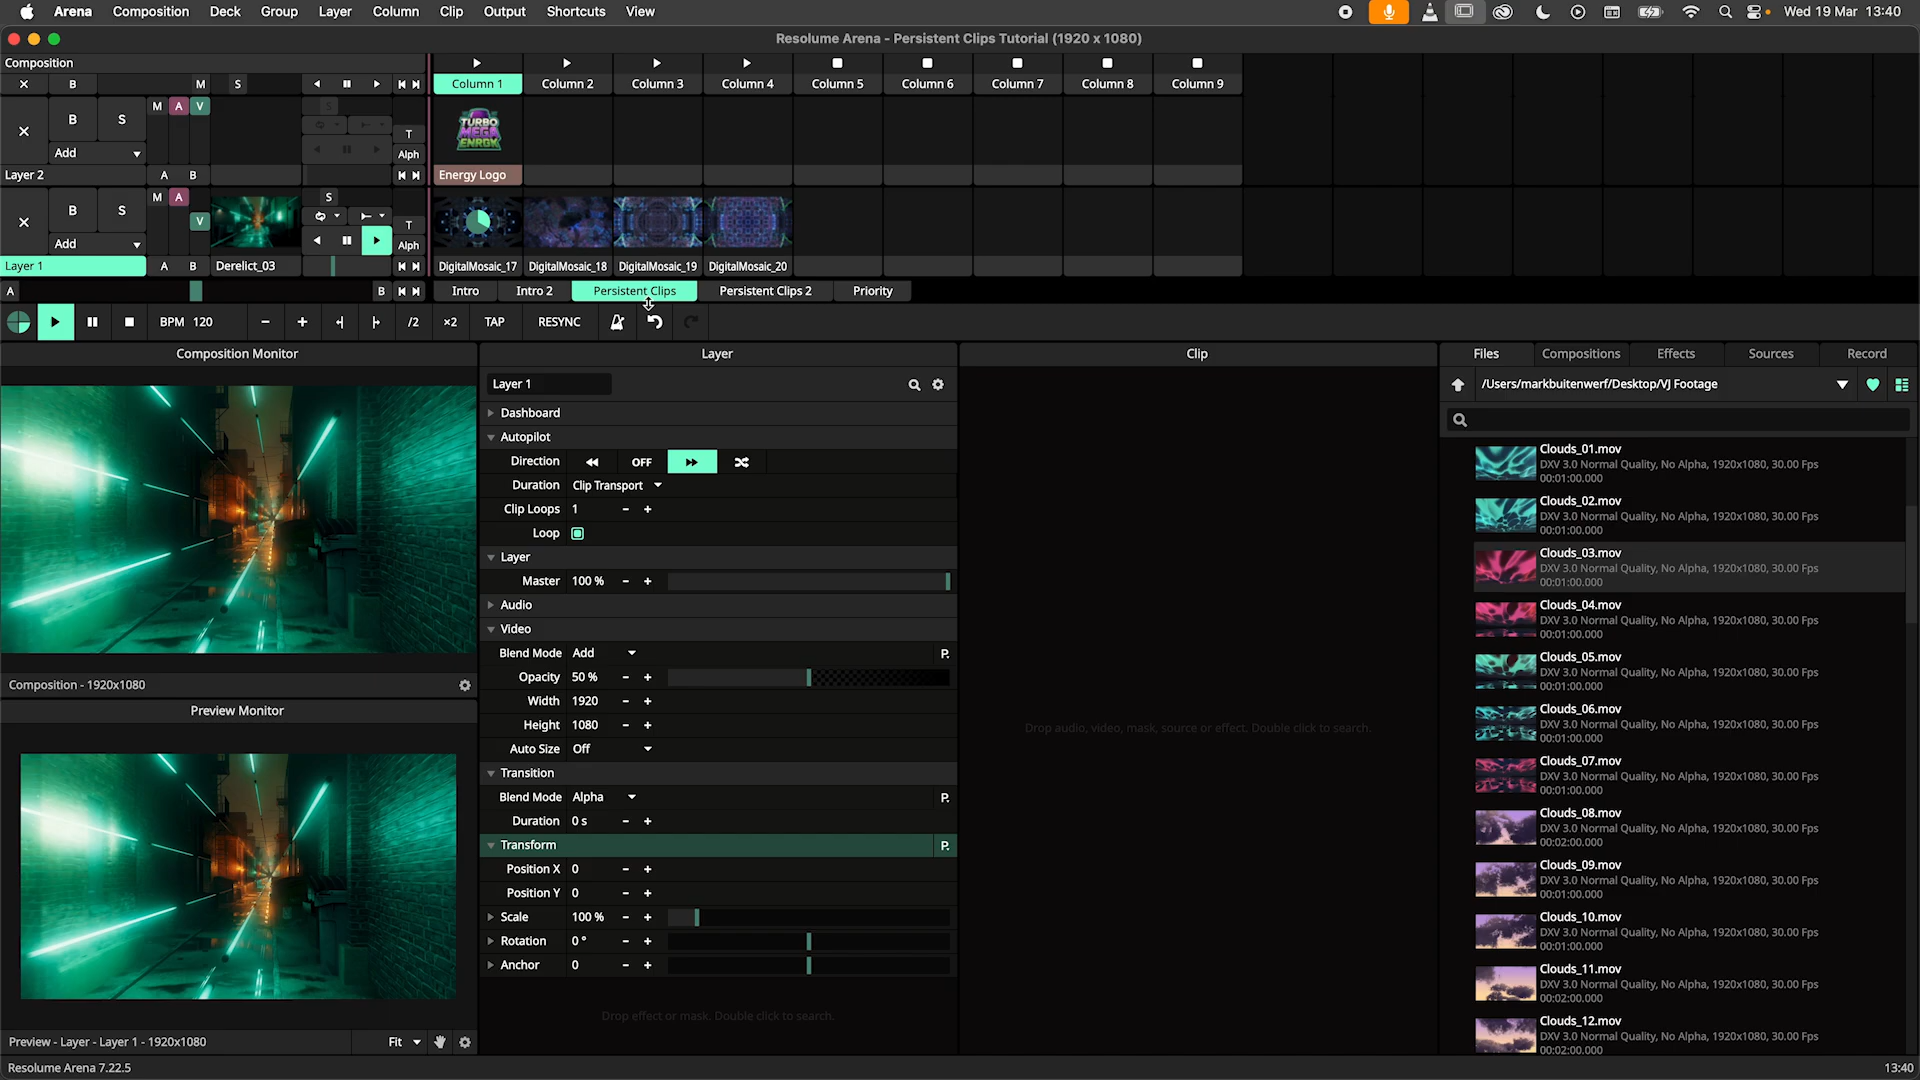 Arena Composition Deck Group Layer Column Clip Output Shortcuts View Wed 19 Mar 13:40
Resolume Arena - Persistent Clips Tutorial (1920 x 1080)
Composition
B M S Column 1 Column 2 Column 3 Column 4 Column 5 Column 6 Column 7 Column 8 Column 9
M A V S
B S T
TURBO MEGA ENRGK
Add Alph
Layer 2 A B Energy Logo
M A S
B S V T
Add Alph
Layer 1 A B Derelict_03 DigitalMosaic_17 DigitalMosaic_18 DigitalMosaic_19 DigitalMosaic_20
A B Intro Intro 2 Persistent Clips Persistent Clips 2 Priority
BPM 120 - + /2 ×2 TAP RESYNC
Composition Monitor
Composition - 1920x1080
Preview Monitor
Preview - Layer - Layer 1 - 1920x1080 Fit
Layer
Layer 1
Dashboard
Autopilot
Direction OFF
Duration Clip Transport
Clip Loops 1 - +
Loop
Layer
Master 100 % - +
Audio
Video
Blend Mode Add P.
Opacity 50 % - +
Width 1920 - +
Height 1080 - +
Auto Size Off
Transition
Blend Mode Alpha P.
Duration 0 s - +
Transform P.
Position X 0 - +
Position Y 0 - +
Scale 100 % - +
Rotation 0 ° - +
Anchor 0 - +
Drop effect or mask. Double click to search.
Clip
Drop audio, video, mask, source or effect. Double click to search.
Files Compositions Effects Sources Record
/Users/markbuitenwerf/Desktop/VJ Footage
Clouds_01.mov
DXV 3.0 Normal Quality, No Alpha, 1920x1080, 30.00 Fps
00:01:00.000
Clouds_02.mov
DXV 3.0 Normal Quality, No Alpha, 1920x1080, 30.00 Fps
00:01:00.000
Clouds_03.mov
DXV 3.0 Normal Quality, No Alpha, 1920x1080, 30.00 Fps
00:01:00.000
Clouds_04.mov
DXV 3.0 Normal Quality, No Alpha, 1920x1080, 30.00 Fps
00:01:00.000
Clouds_05.mov
DXV 3.0 Normal Quality, No Alpha, 1920x1080, 30.00 Fps
00:01:00.000
Clouds_06.mov
DXV 3.0 Normal Quality, No Alpha, 1920x1080, 30.00 Fps
00:01:00.000
Clouds_07.mov
DXV 3.0 Normal Quality, No Alpha, 1920x1080, 30.00 Fps
00:01:00.000
Clouds_08.mov
DXV 3.0 Normal Quality, No Alpha, 1920x1080, 30.00 Fps
00:02:00.000
Clouds_09.mov
DXV 3.0 Normal Quality, No Alpha, 1920x1080, 30.00 Fps
00:01:00.000
Clouds_10.mov
DXV 3.0 Normal Quality, No Alpha, 1920x1080, 30.00 Fps
00:01:00.000
Clouds_11.mov
DXV 3.0 Normal Quality, No Alpha, 1920x1080, 30.00 Fps
00:02:00.000
Clouds_12.mov
DXV 3.0 Normal Quality, No Alpha, 1920x1080, 30.00 Fps
00:02:00.000
Resolume Arena 7.22.5 13:40